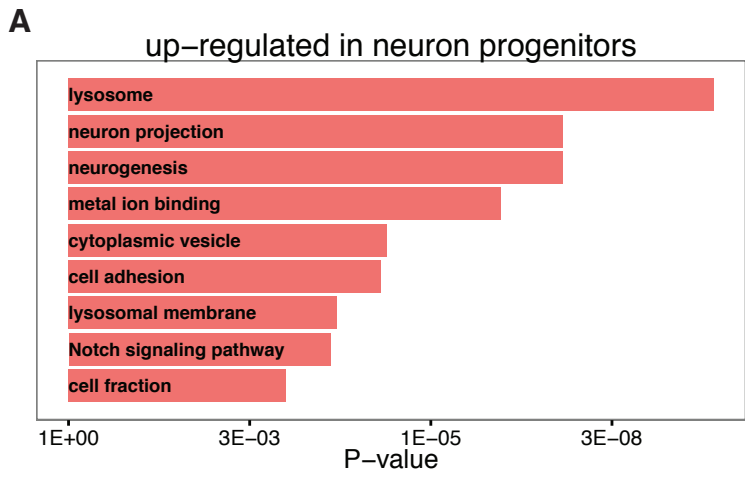 A
up−regulated in neuron progenitors
lysosome
neuron projection
neurogenesis
metal ion binding
cytoplasmic vesicle
cell adhesion
lysosomal membrane
Notch signaling pathway
cell fraction
1E+00 3E−03 1E−05 3E−08
P−value